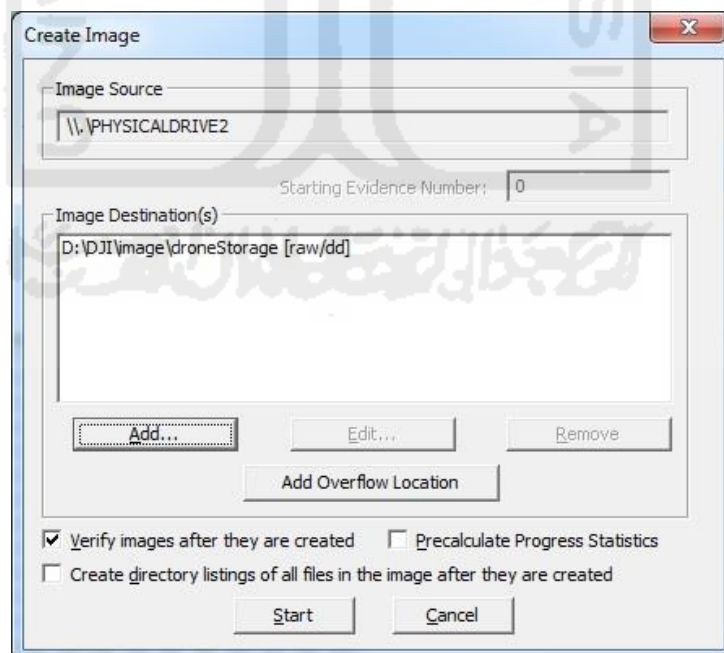 Create Image
Image Source
\\.\PHYSICALDRIVE2
Starting Evidence Number: 0
Image Destination(s)
D:\DJI\image\droneStorage [raw/dd]
Add... Edit... Remove
Add Overflow Location
Verify images after they are created Precalculate Progress Statistics
Create directory listings of all files in the image after they are created
Start Cancel